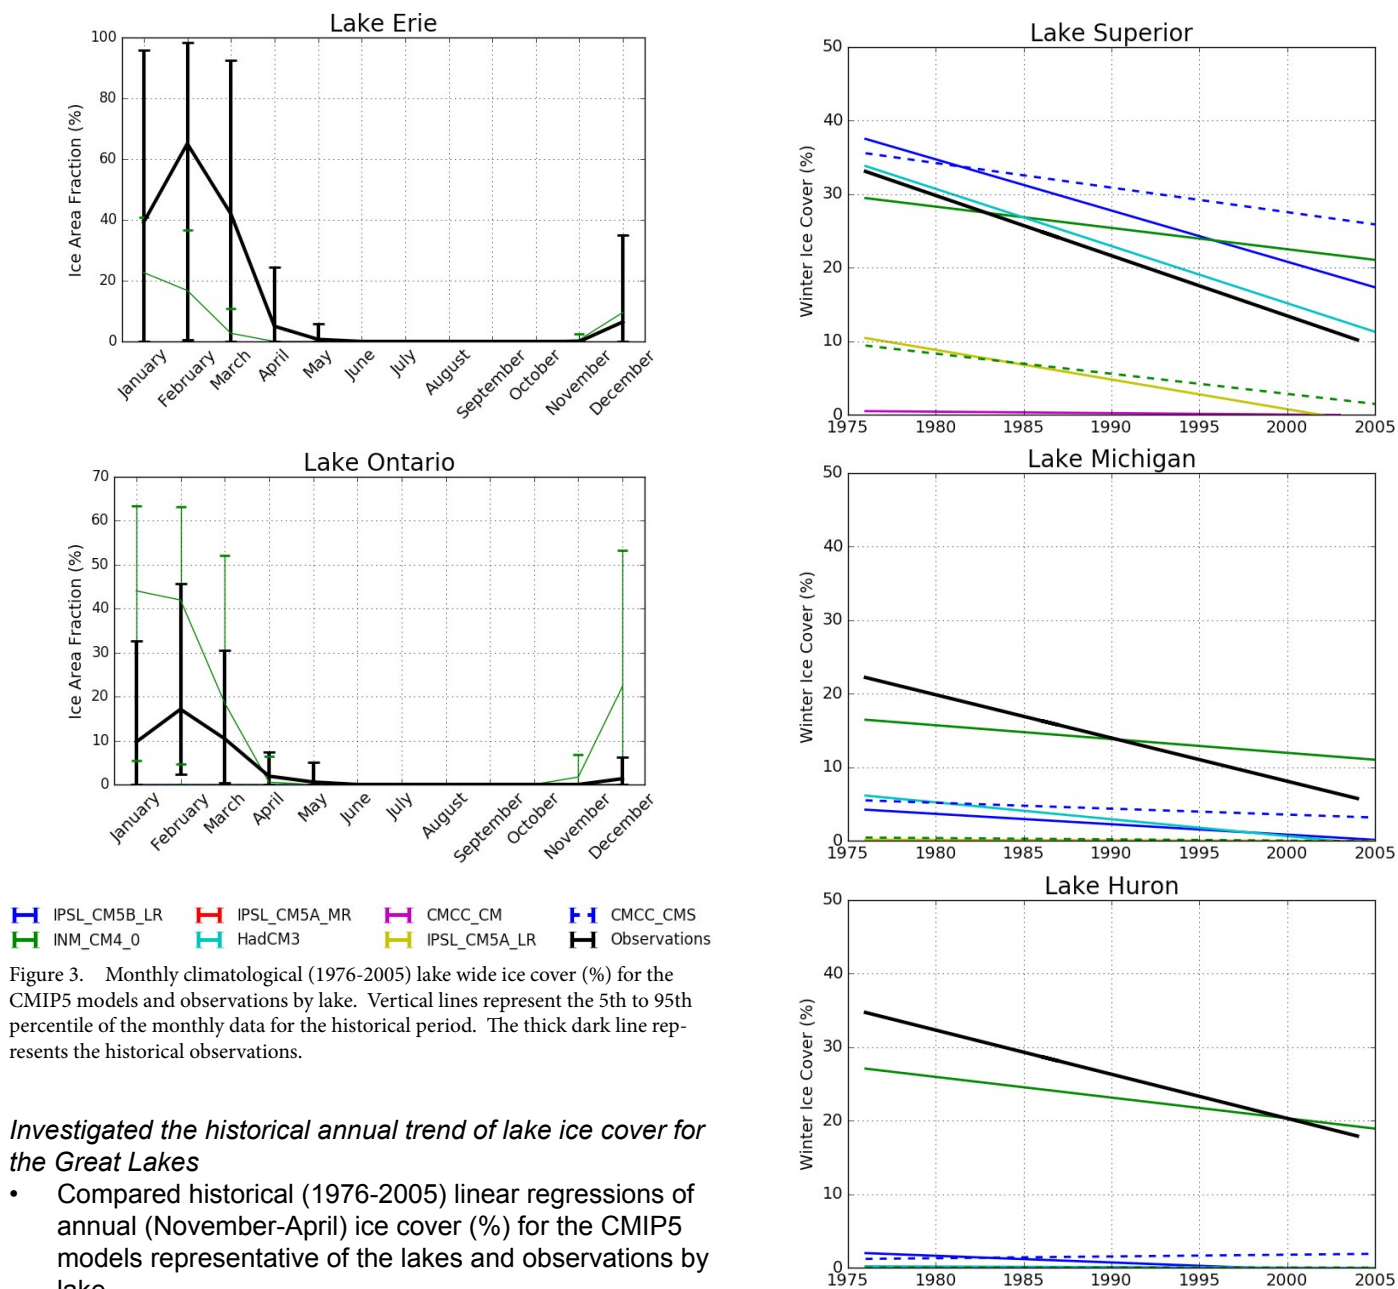 Lake Erie
Ice Area Fraction (%)
100
80
60
40
20
0
January
February
March
April
May
June
July
August
September
October
November
December
Lake Ontario
Ice Area Fraction (%)
70
60
50
40
30
20
10
0
January
February
March
April
May
June
July
August
September
October
November
December
IPSL_CM5B_LR
IPSL_CM5A_MR
CMCC_CM
CMCC_CMS
INM_CM4_0
HadCM3
IPSL_CM5A_LR
Observations
Figure 3. Monthly climatological (1976-2005) lake wide ice cover (%) for the
CMIP5 models and observations by lake. Vertical lines represent the 5th to 95th
percentile of the monthly data for the historical period. The thick dark line rep-
resents the historical observations.
Investigated the historical annual trend of lake ice cover for
the Great Lakes
• Compared historical (1976-2005) linear regressions of
annual (November-April) ice cover (%) for the CMIP5
models representative of the lakes and observations by
lake
Lake Superior
Winter Ice Cover (%)
50
40
30
20
10
0
1975 1980 1985 1990 1995 2000 2005
Lake Michigan
Winter Ice Cover (%)
50
40
30
20
10
0
1975 1980 1985 1990 1995 2000 2005
Lake Huron
Winter Ice Cover (%)
50
40
30
20
10
0
1975 1980 1985 1990 1995 2000 2005